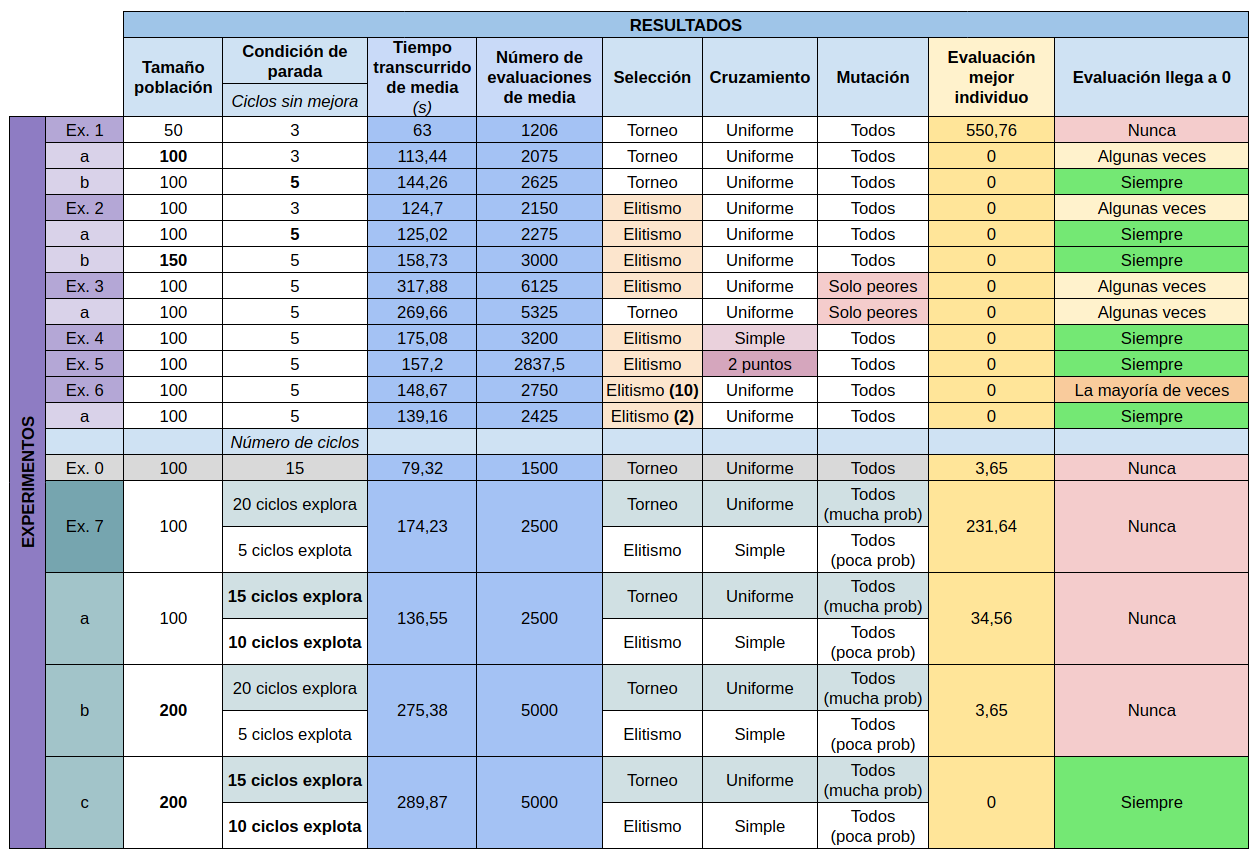 RESULTADOS
Tamaño población | Condición de parada | Tiempo transcurrido de media (s) | Número de evaluaciones de media | Selección | Cruzamiento | Mutación | Evaluación mejor individuo | Evaluación llega a 0
Ciclos sin mejora
EXPERIMENTOS
Ex. 1 | 50 | 3 | 63 | 1206 | Torneo | Uniforme | Todos | 550,76 | Nunca
a | 100 | 3 | 113,44 | 2075 | Torneo | Uniforme | Todos | 0 | Algunas veces
b | 100 | 5 | 144,26 | 2625 | Torneo | Uniforme | Todos | 0 | Siempre
Ex. 2 | 100 | 3 | 124,7 | 2150 | Elitismo | Uniforme | Todos | 0 | Algunas veces
a | 100 | 5 | 125,02 | 2275 | Elitismo | Uniforme | Todos | 0 | Siempre
b | 150 | 5 | 158,73 | 3000 | Elitismo | Uniforme | Todos | 0 | Siempre
Ex. 3 | 100 | 5 | 317,88 | 6125 | Elitismo | Uniforme | Solo peores | 0 | Algunas veces
a | 100 | 5 | 269,66 | 5325 | Torneo | Uniforme | Solo peores | 0 | Algunas veces
Ex. 4 | 100 | 5 | 175,08 | 3200 | Elitismo | Simple | Todos | 0 | Siempre
Ex. 5 | 100 | 5 | 157,2 | 2837,5 | Elitismo | 2 puntos | Todos | 0 | Siempre
Ex. 6 | 100 | 5 | 148,67 | 2750 | Elitismo (10) | Uniforme | Todos | 0 | La mayoría de veces
a | 100 | 5 | 139,16 | 2425 | Elitismo (2) | Uniforme | Todos | 0 | Siempre
Número de ciclos
Ex. 0 | 100 | 15 | 79,32 | 1500 | Torneo | Uniforme | Todos | 3,65 | Nunca
Ex. 7 | 100 | 20 ciclos explora | 174,23 | 2500 | Torneo | Uniforme | Todos (mucha prob) | 231,64 | Nunca
5 ciclos explota | Elitismo | Simple | Todos (poca prob)
a | 100 | 15 ciclos explora | 136,55 | 2500 | Torneo | Uniforme | Todos (mucha prob) | 34,56 | Nunca
10 ciclos explota | Elitismo | Simple | Todos (poca prob)
b | 200 | 20 ciclos explora | 275,38 | 5000 | Torneo | Uniforme | Todos (mucha prob) | 3,65 | Nunca
5 ciclos explota | Elitismo | Simple | Todos (poca prob)
c | 200 | 15 ciclos explora | 289,87 | 5000 | Torneo | Uniforme | Todos (mucha prob) | 0 | Siempre
10 ciclos explota | Elitismo | Simple | Todos (poca prob)